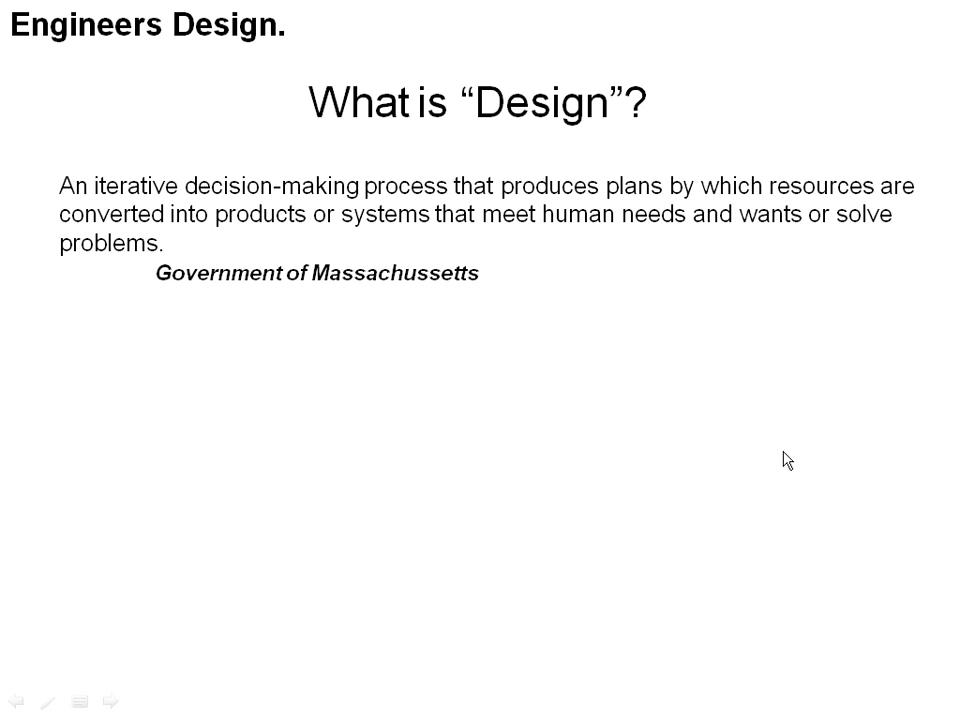 Engineers Design.
What is “Design”?
An iterative decision-making process that produces plans by which resources are
converted into products or systems that meet human needs and wants or solve
problems.
Government of Massachussetts